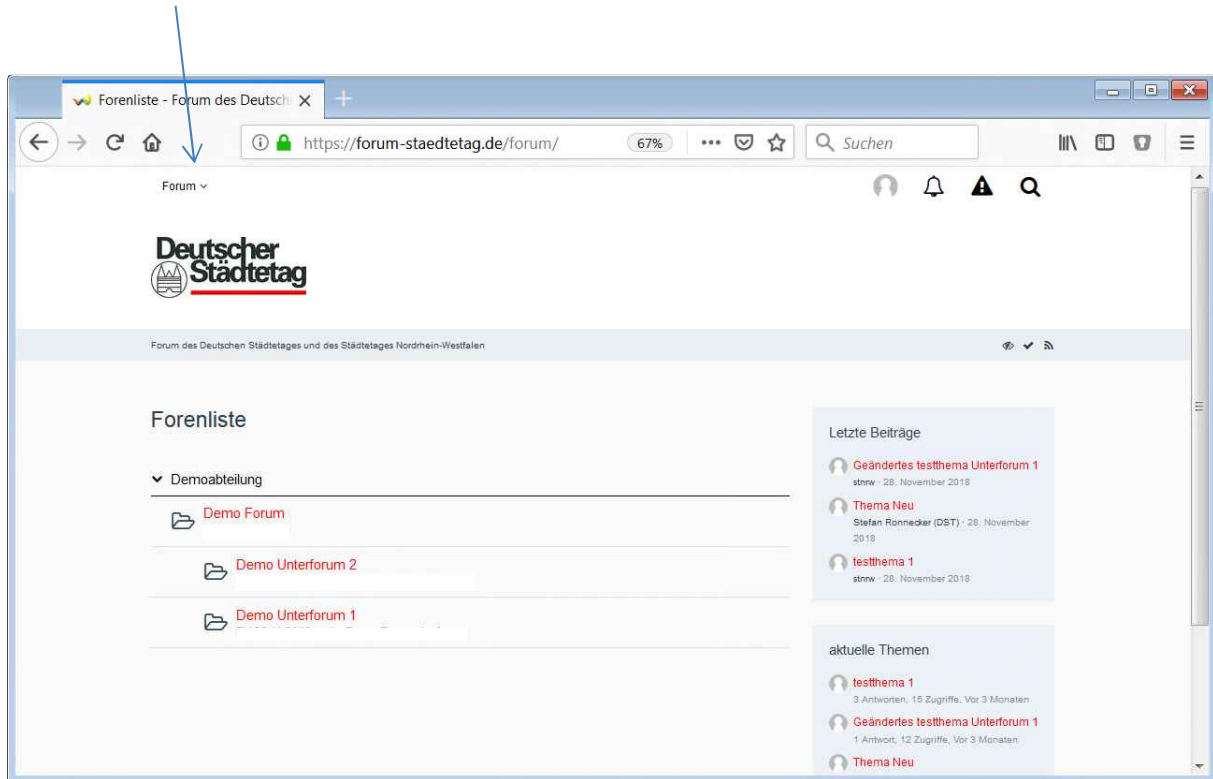 Forenliste - Forum des Deutsch
https://forum-staedtetag.de/forum/
67%
Suchen
Forum
Deutscher
Städtetag
Forum des Deutschen Städtetages und des Städtetages Nordrhein-Westfalen
Forenliste
Demoabteilung
Demo Forum
Demo Unterforum 2
Demo Unterforum 1
Letzte Beiträge
Geändertes testthema Unterforum 1
stnrw - 28. November 2018
Thema Neu
Stefan Ronnecker (DST) - 28. November
2018
testthema 1
stnrw - 28. November 2018
aktuelle Themen
testthema 1
3 Antworten, 15 Zugriffe, Vor 3 Monaten
Geändertes testthema Unterforum 1
1 Antwort, 12 Zugriffe, Vor 3 Monaten
Thema Neu